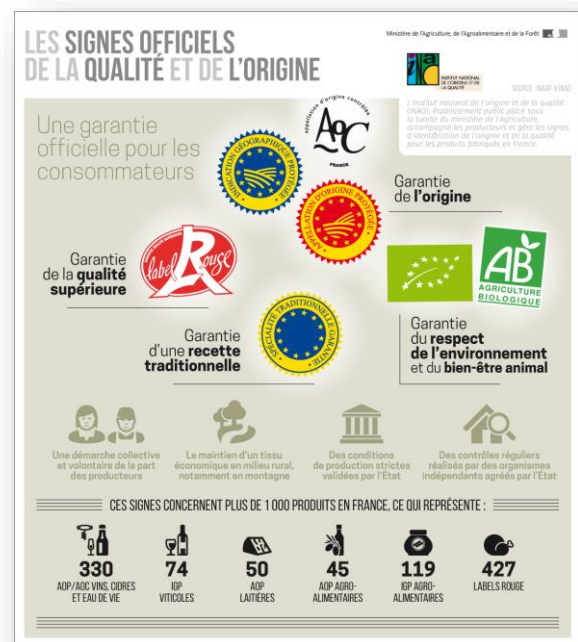 LES SIGNES OFFICIELS
DE LA QUALITÉ ET DE L'ORIGINE
Ministère de l'Agriculture, de l'Agroalimentaire et de la Forêt
INSTITUT NATIONAL
DE L'ORIGINE ET DE
LA QUALITÉ
SOURCE : MAAF & INAO
L'Institut national de l'origine et de la qualité
(INAO), établissement public placé sous
la tutelle du ministère de l'Agriculture,
accompagne les producteurs et gère les signes
d'identification de l'origine et de la qualité
pour les produits fabriqués en France.
Une garantie
officielle pour les
consommateurs
appellation d'origine contrôlée
AOC
FRANCE
INDICATION GÉOGRAPHIQUE PROTÉGÉE
APPELLATION D'ORIGINE PROTÉGÉE
Garantie
de l'origine
Garantie
de la qualité
supérieure
label Rouge
AB
AGRICULTURE
BIOLOGIQUE
Garantie
d'une recette
traditionnelle
SPÉCIALITÉ TRADITIONNELLE GARANTIE
Garantie
du respect
de l'environnement
et du bien-être animal
Une démarche collective
et volontaire de la part
des producteurs
Le maintien d'un tissu
économique en milieu rural,
notamment en montagne
Des conditions
de production strictes
validées par l'État
Des contrôles réguliers
réalisés par des organismes
indépendants agréés par l'État
CES SIGNES CONCERNENT PLUS DE 1 000 PRODUITS EN FRANCE, CE QUI REPRÉSENTE :
330
AOP/AOC VINS, CIDRES
ET EAU DE VIE
74
IGP
VITICOLES
50
AOP
LAITIÈRES
45
AOP AGRO-
ALIMENTAIRES
119
IGP AGRO-
ALIMENTAIRES
427
LABELS ROUGE